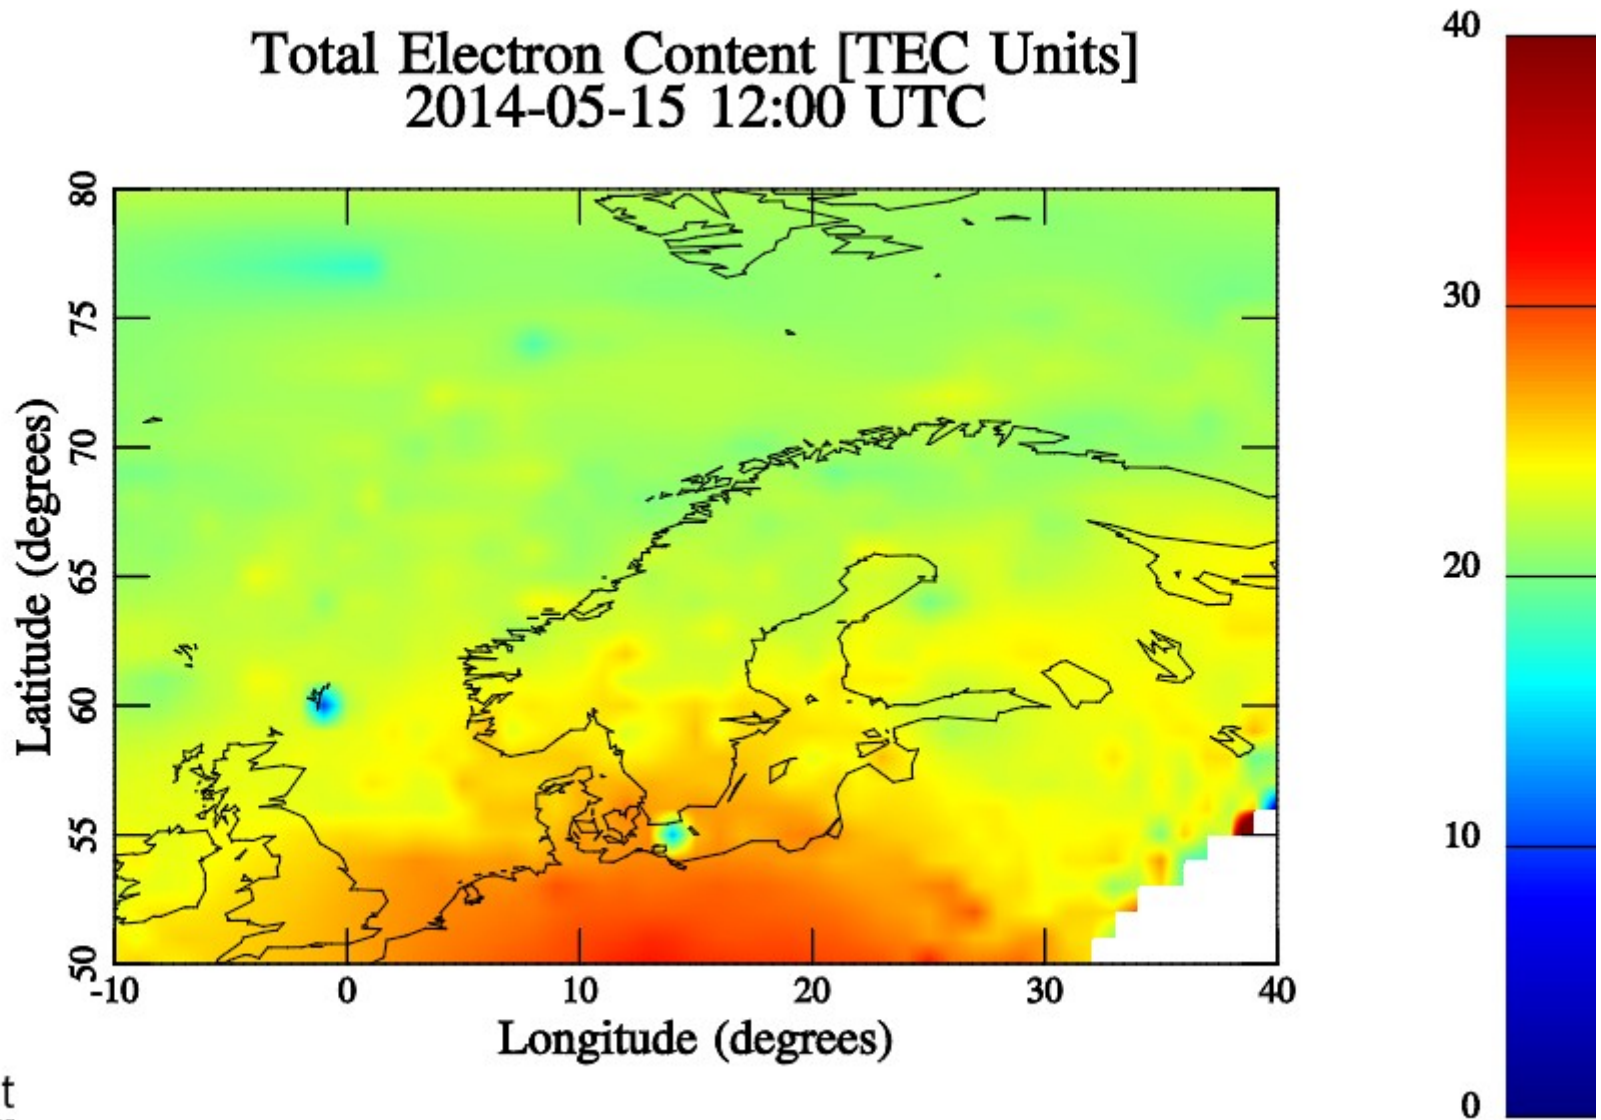 Total Electron Content [TEC Units]
2014-05-15 12:00 UTC
40
30
20
10
0
80
75
70
65
60
55
50
Latitude (degrees)
-10 0 10 20 30 40
Longitude (degrees)
t